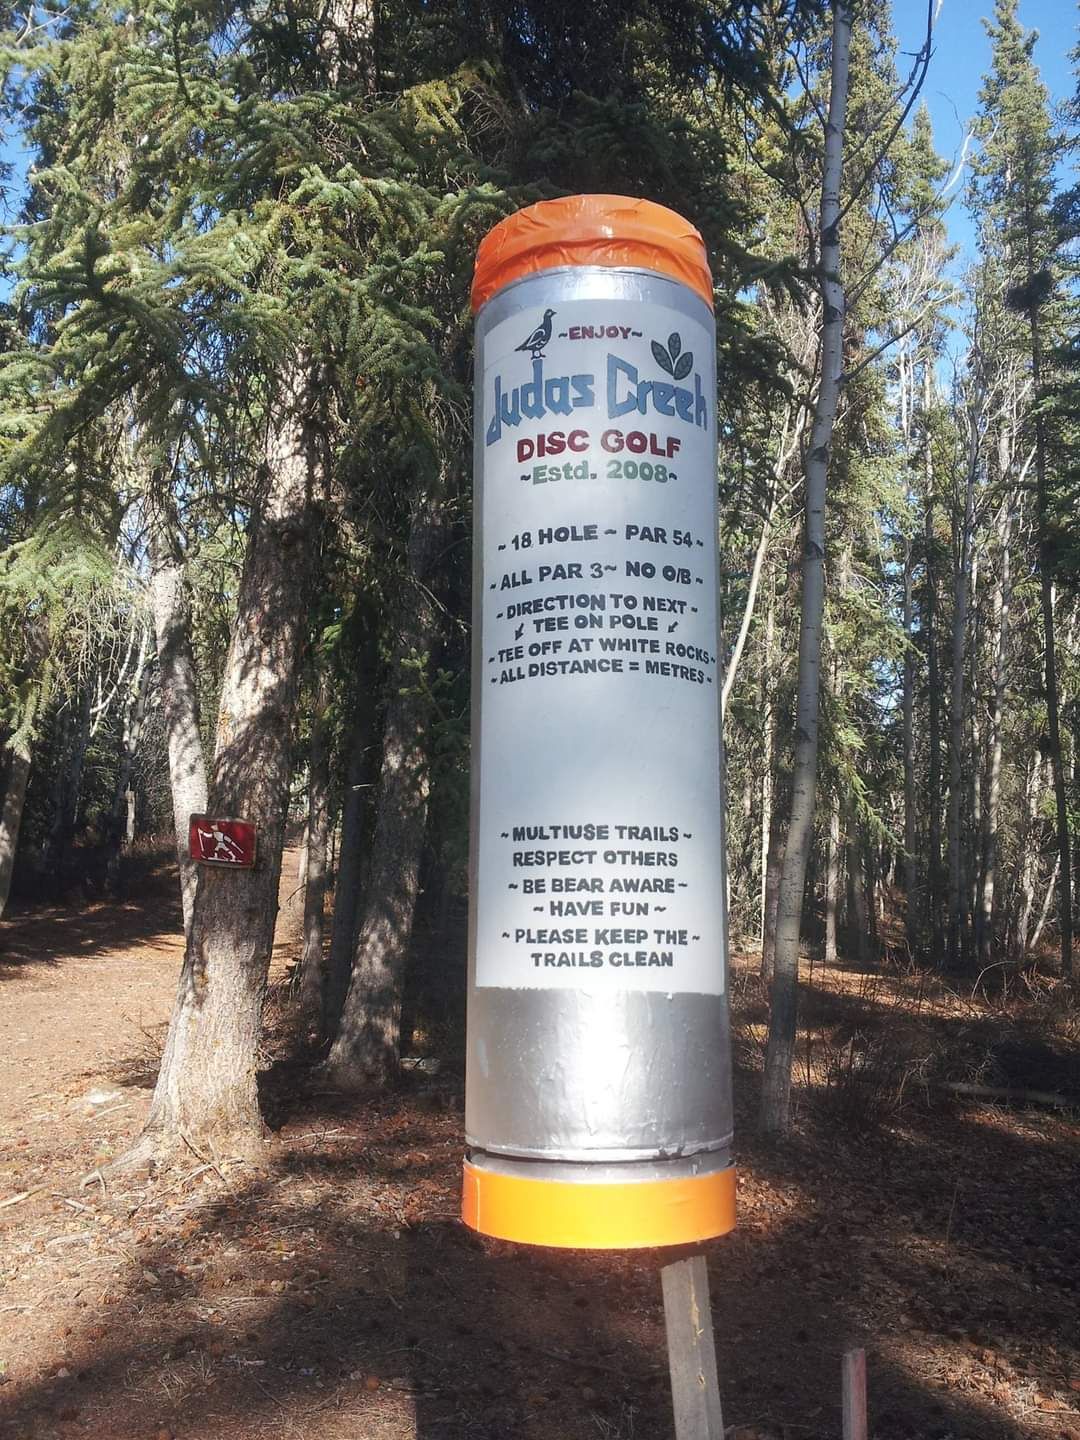 ~ENJOY~
Judas Creek
DISC GOLF
~Estd. 2008~
~ 18 HOLE ~ PAR 54 ~
~ ALL PAR 3 ~ NO O/B ~
~ DIRECTION TO NEXT ~
↙ TEE ON POLE ↙
~ TEE OFF AT WHITE ROCKS ~
~ ALL DISTANCE = METRES ~
~ MULTIUSE TRAILS ~
RESPECT OTHERS
~ BE BEAR AWARE ~
~ HAVE FUN ~
~ PLEASE KEEP THE ~
TRAILS CLEAN